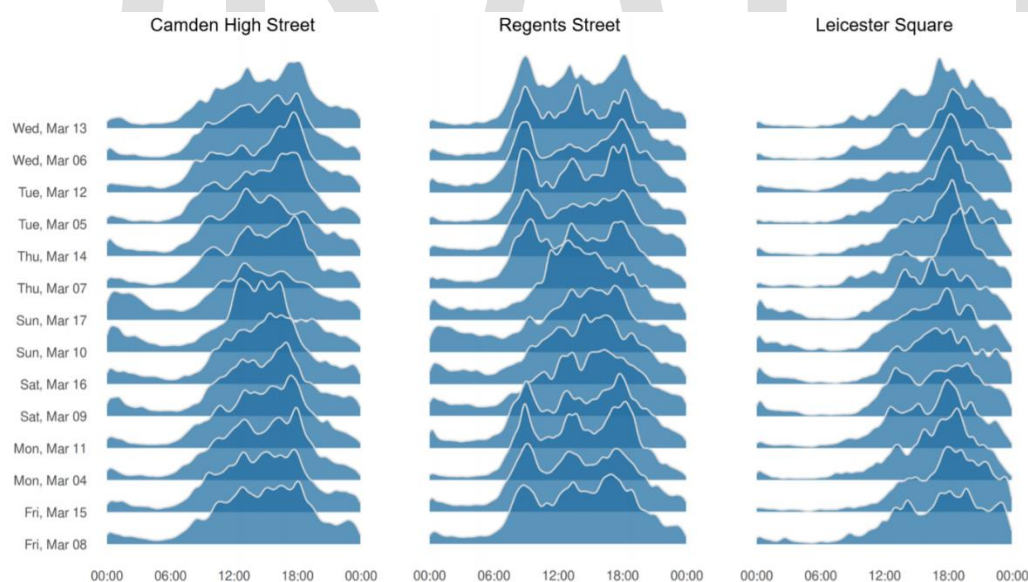 Camden High Street Regents Street Leicester Square
Wed, Mar 13
Wed, Mar 06
Tue, Mar 12
Tue, Mar 05
Thu, Mar 14
Thu, Mar 07
Sun, Mar 17
Sun, Mar 10
Sat, Mar 16
Sat, Mar 09
Mon, Mar 11
Mon, Mar 04
Fri, Mar 15
Fri, Mar 08
00:00 06:00 12:00 18:00 00:00 00:00 06:00 12:00 18:00 00:00 00:00 06:00 12:00 18:00 00:00